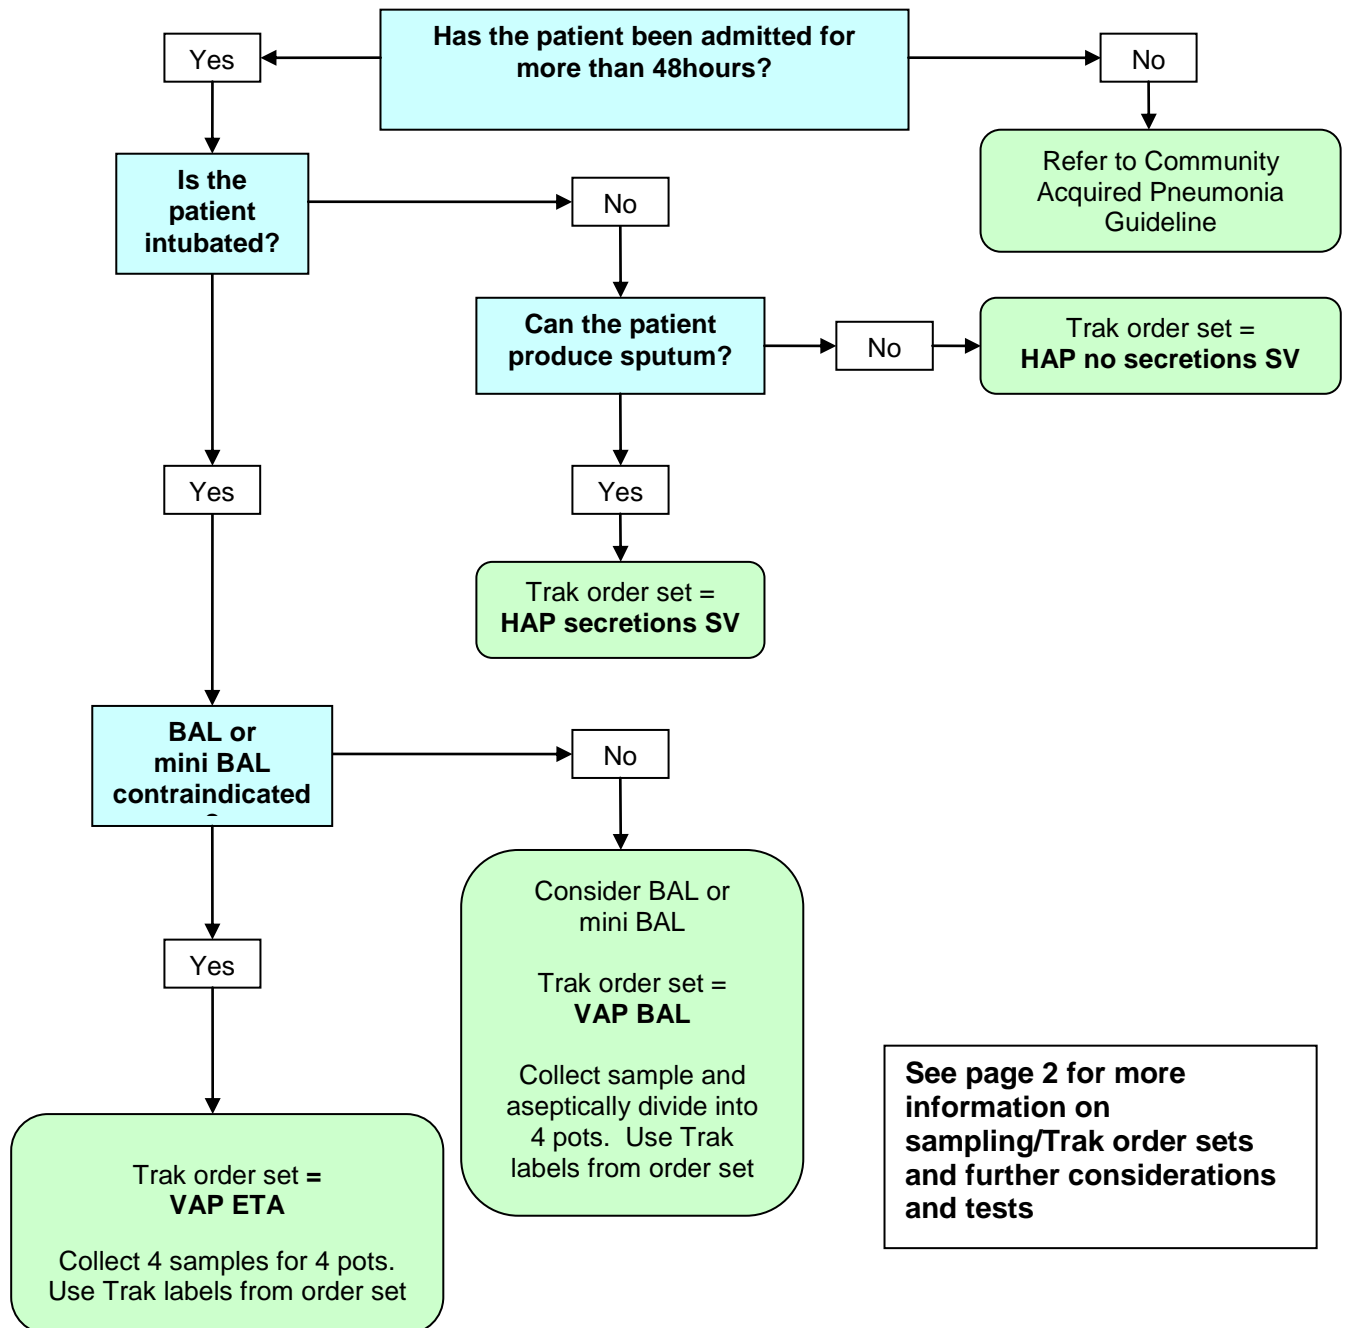 Has the patient been admitted for
more than 48hours?
Yes
No
Refer to Community
Acquired Pneumonia
Guideline
Is the
patient
intubated?
No
Can the patient
produce sputum?
No
Trak order set =
HAP no secretions SV
Yes
Yes
Trak order set =
HAP secretions SV
BAL or
mini BAL
contraindicated
?
No
Consider BAL or
mini BAL
Trak order set =
VAP BAL
Collect sample and
aseptically divide into
4 pots. Use Trak
labels from order set
Yes
Trak order set =
VAP ETA
Collect 4 samples for 4 pots.
Use Trak labels from order set
See page 2 for more
information on
sampling/Trak order sets
and further considerations
and tests